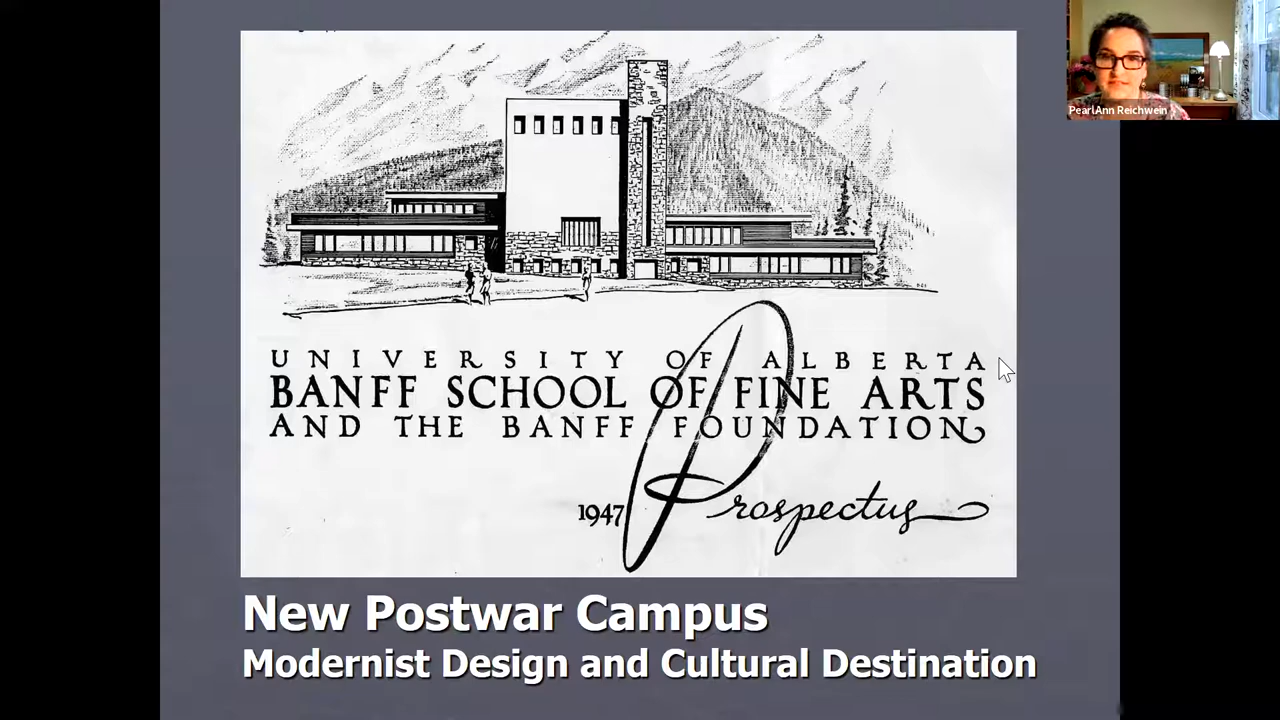 PearlAnn Reichwein
UNIVERSITY OF ALBERTA
BANFF SCHOOL OF FINE ARTS
AND THE BANFF FOUNDATION
1947 Prospectus
New Postwar Campus
Modernist Design and Cultural Destination